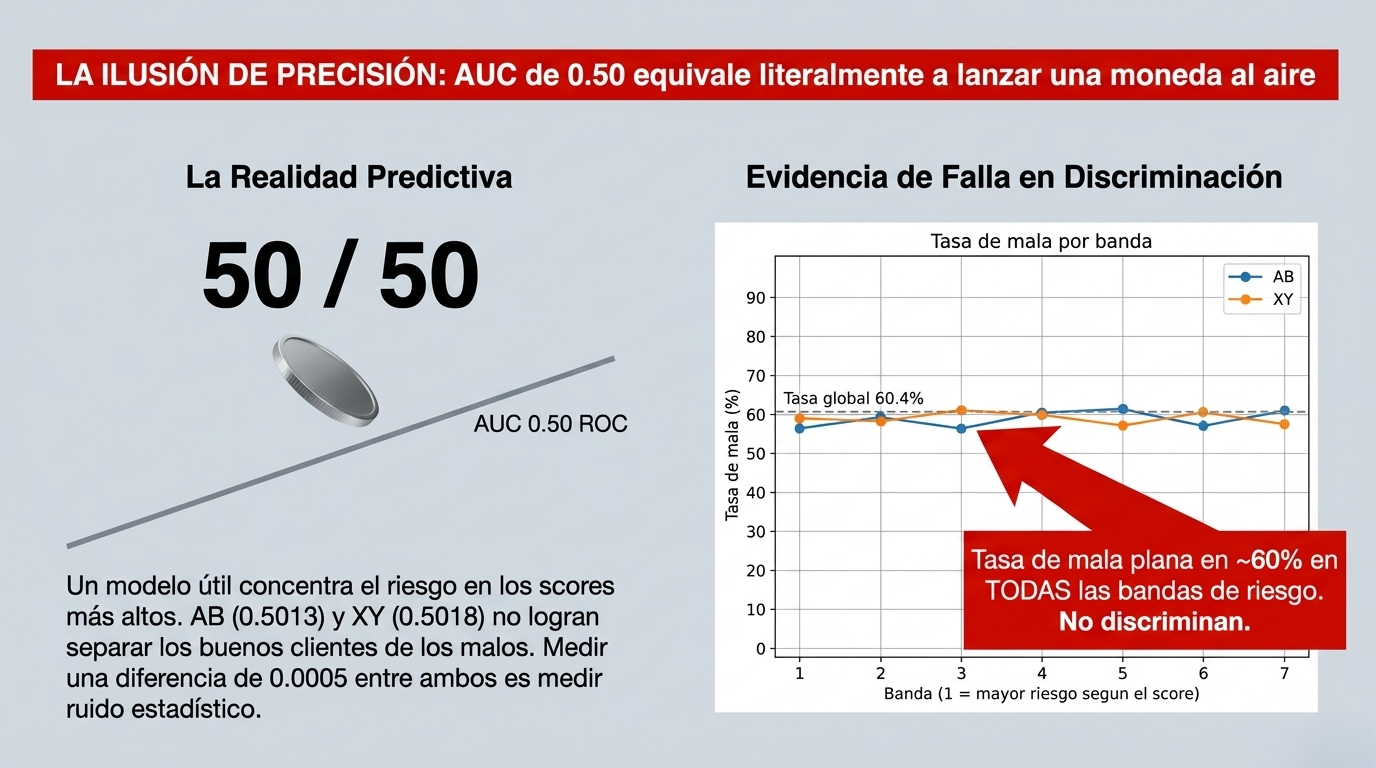 LA ILUSIÓN DE PRECISIÓN: AUC de 0.50 equivale literalmente a lanzar una moneda al aire
La Realidad Predictiva
50 / 50
AUC 0.50 ROC
Un modelo útil concentra el riesgo en los scores
más altos. AB (0.5013) y XY (0.5018) no logran
separar los buenos clientes de los malos. Medir
una diferencia de 0.0005 entre ambos es medir
ruido estadístico.
Evidencia de Falla en Discriminación
Tasa de mala por banda
AB
XY
Tasa global 60.4%
Tasa de mala (%)
90
80
70
60
50
40
30
20
10
0
1 2 3 4 5 6 7
Banda (1 = mayor riesgo segun el score)
Tasa de mala plana en ~60% en
TODAS las bandas de riesgo.
No discriminan.